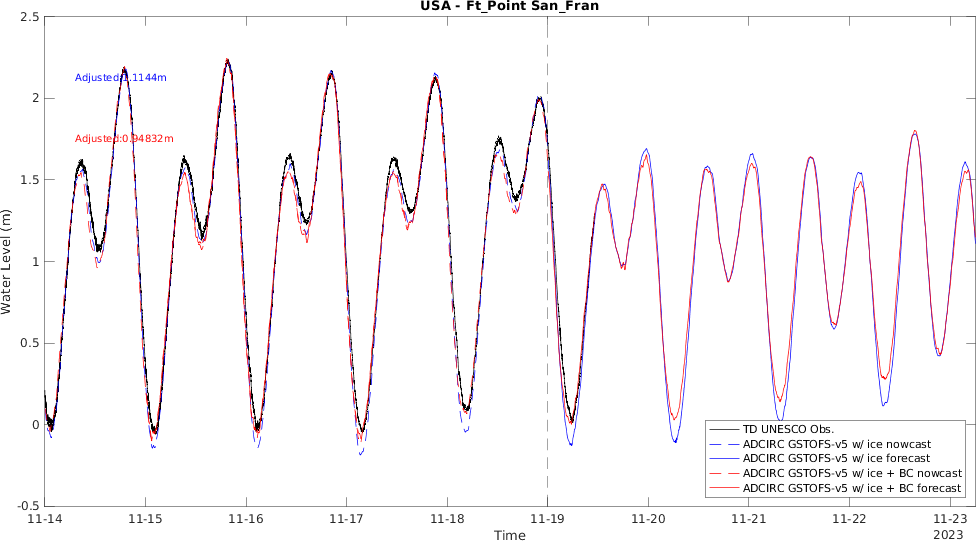 USA - Ft_Point San_Fran
2.5
2
1.5
1
0.5
0
-0.5
Water Level (m)
Adjusted:1.1144m
Adjusted:0.94832m
TD UNESCO Obs.
ADCIRC GSTOFS-v5 w/ ice nowcast
ADCIRC GSTOFS-v5 w/ ice forecast
ADCIRC GSTOFS-v5 w/ ice + BC nowcast
ADCIRC GSTOFS-v5 w/ ice + BC forecast
11-14 11-15 11-16 11-17 11-18 11-19 11-20 11-21 11-22 11-23
Time
2023